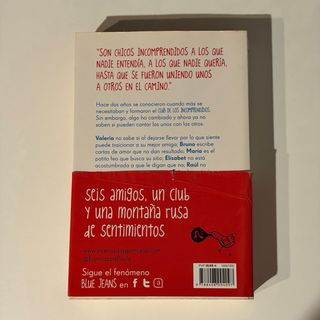 "SON CHICOS INCOMPRENDIDOS A LOS QUE
NADIE ENTENDÍA, A LOS QUE NADIE QUERÍA,
HASTA QUE SE FUERON UNIENDO UNOS
A OTROS EN EL CAMINO."
Hace dos años se conocieron cuando más se
necesitaban y formaron el CLUB DE LOS INCOMPRENDIDOS.
Sin embargo, algo ha cambiado y ahora ya no
saben si pueden contar los unos con los otros.
Valeria no sabe si al dejarse llevar por lo que siente
puede traicionar a su mejor amiga; Bruno escribe
cartas de amor que no dan resultado; María es el
patito feo que busca su sitio; Elísabet no está
acostumbrada a que le digan que no; Raúl no
seis amigos, un club
y una montaña rusa
de sentimientos
Sigue el fenómeno
BLUE JEANS en f t